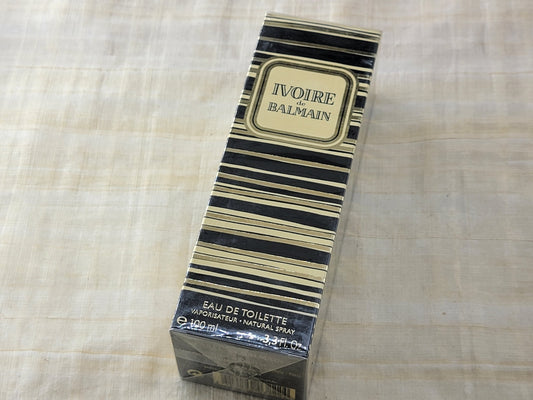 IVOIRE
de
BALMAIN
EAU DE TOILETTE
VAPORISATEUR • NATURAL SPRAY
e 100 ml 3,3 fl. Oz